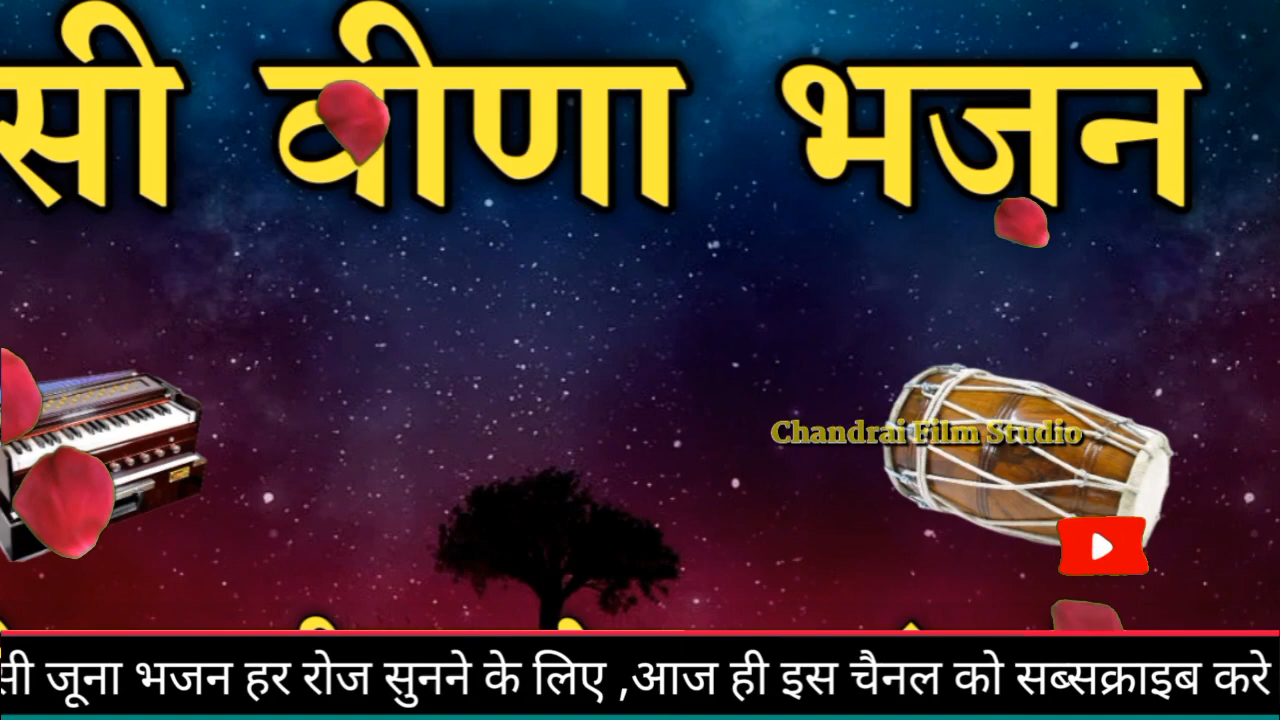 सी वीणा भजन
Chandrai Film Studio
सी जूना भजन हर रोज सुनने के लिए ,आज ही इस चैनल को सब्सक्राइब करे